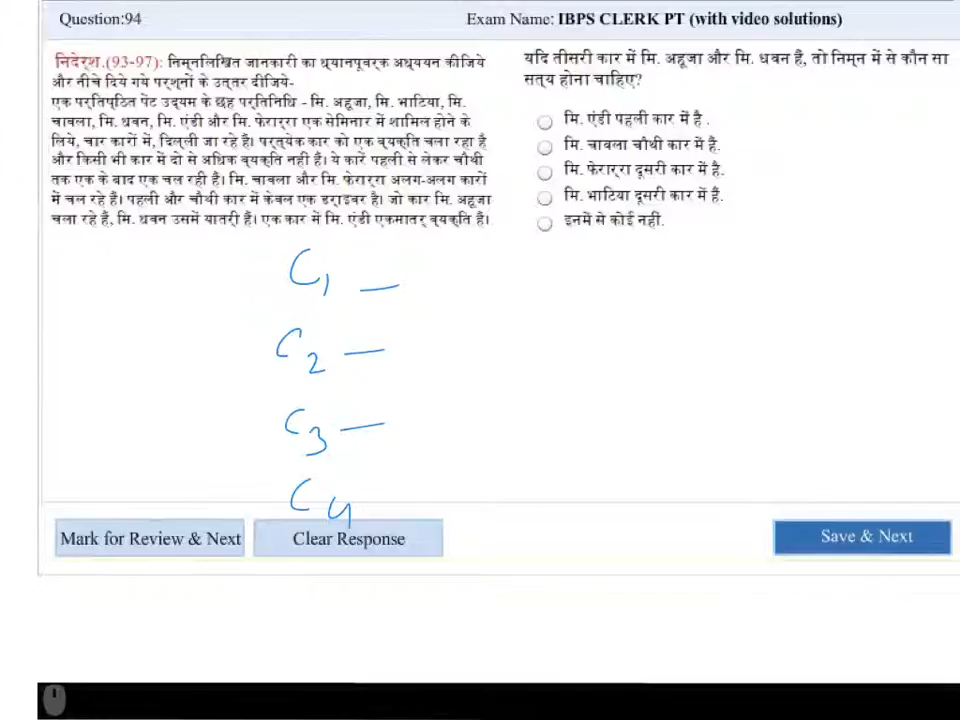 Question:94
Exam Name: IBPS CLERK PT (with video solutions)
निर्देश.(93-97): निम्नलिखित जानकारी का ध्यानपूर्वक अध्ययन कीजिये
और नीचे दिये गये प्रश्नों के उत्तर दीजिये-
एक प्रतिष्ठित पेंट उद्यम के छह प्रतिनिधि - मि. अहूजा, मि. भाटिया, मि.
चावला, मि. धवन, मि. एंडी और मि. फेरारा एक सेमिनार में शामिल होने के
लिये, चार कारों में, दिल्ली जा रहे हैं। प्रत्येक कार को एक व्यक्ति चला रहा है
और किसी भी कार में दो से अधिक व्यक्ति नहीं हैं। ये कारें पहली से लेकर चौथी
तक एक के बाद एक चल रही हैं। मि. चावला और मि. फेरारा अलग-अलग कारों
में चल रहे हैं। पहली और चौथी कार में केवल एक ड्राइवर है। जो कार मि. अहूजा
चला रहे हैं, मि. धवन उसमें यात्री हैं। एक कार में मि. एंडी एकमात्र व्यक्ति हैं।
यदि तीसरी कार में मि. अहूजा और मि. धवन हैं, तो निम्न में से कौन सा
सत्य होना चाहिए?
मि. एंडी पहली कार में है .
मि. चावला चौथी कार में है.
मि. फेरारा दूसरी कार में है.
मि. भाटिया दूसरी कार में हैं.
इनमें से कोई नहीं.
C1 —
C2 —
C3 —
C4
Mark for Review & Next
Clear Response
Save & Next